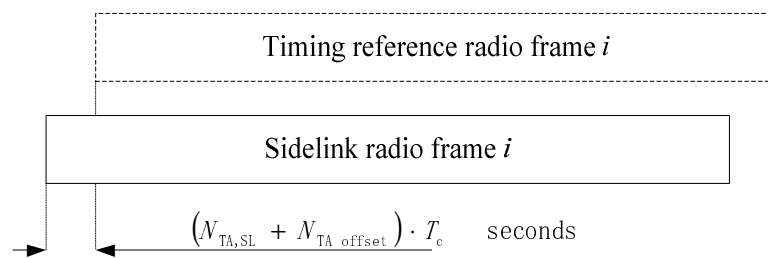 Timing reference radio frame i
Sidelink radio frame i
(N_TA,SL + N_TA offset) · T_c seconds